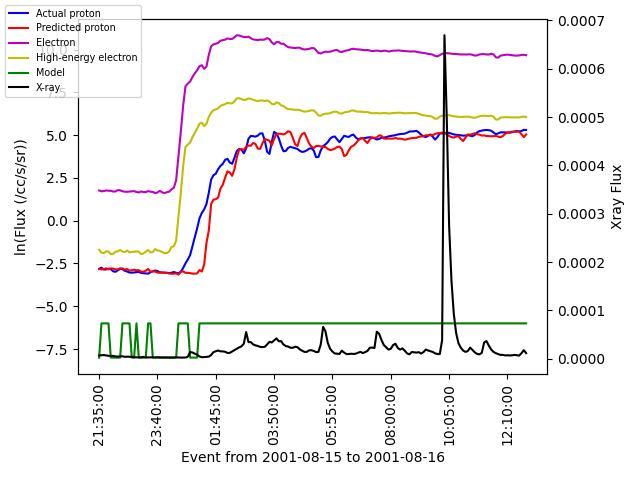 Actual proton
Predicted proton
Electron
High-energy electron
Model
X-ray
10.0
7.5
5.0
2.5
0.0
−2.5
−5.0
−7.5
ln(Flux (/cc/s/sr))
0.0007
0.0006
0.0005
0.0004
0.0003
0.0002
0.0001
0.0000
Xray Flux
21:35:00
23:40:00
01:45:00
03:50:00
05:55:00
08:00:00
10:05:00
12:10:00
Event from 2001-08-15 to 2001-08-16